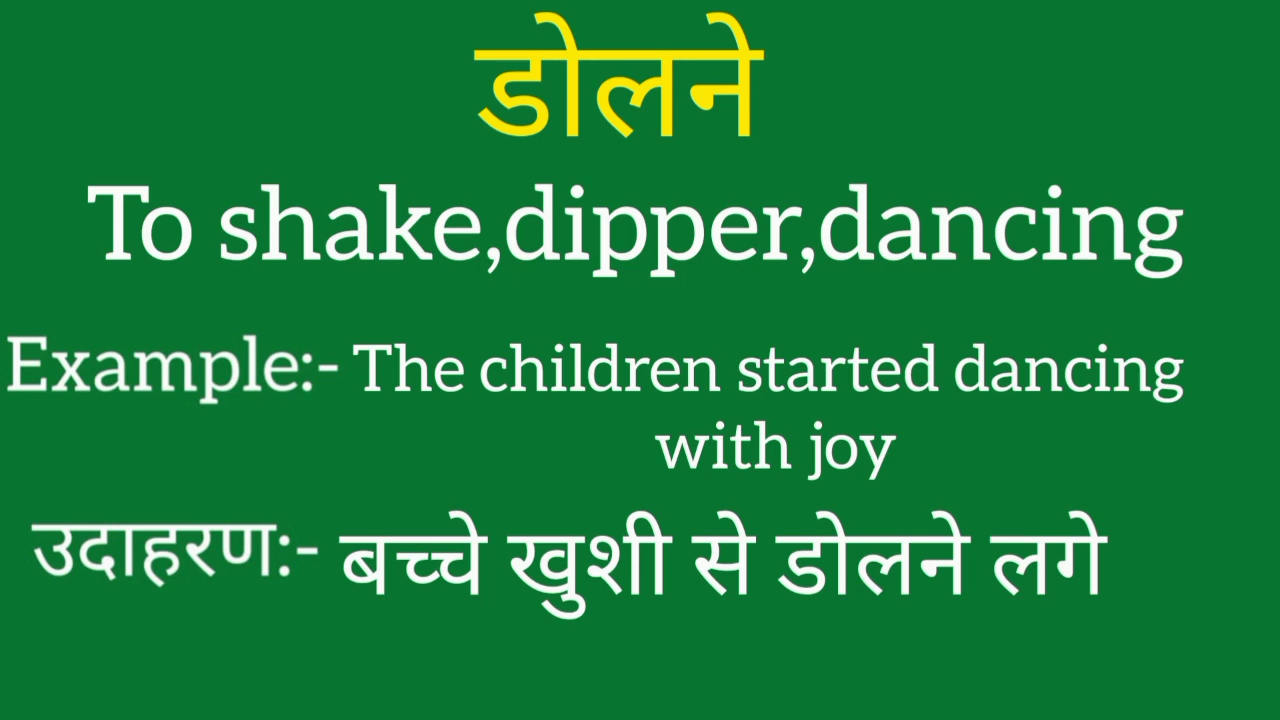 डोलने
To shake,dipper,dancing
Example:- The children started dancing
with joy
उदाहरण:- बच्चे खुशी से डोलने लगे